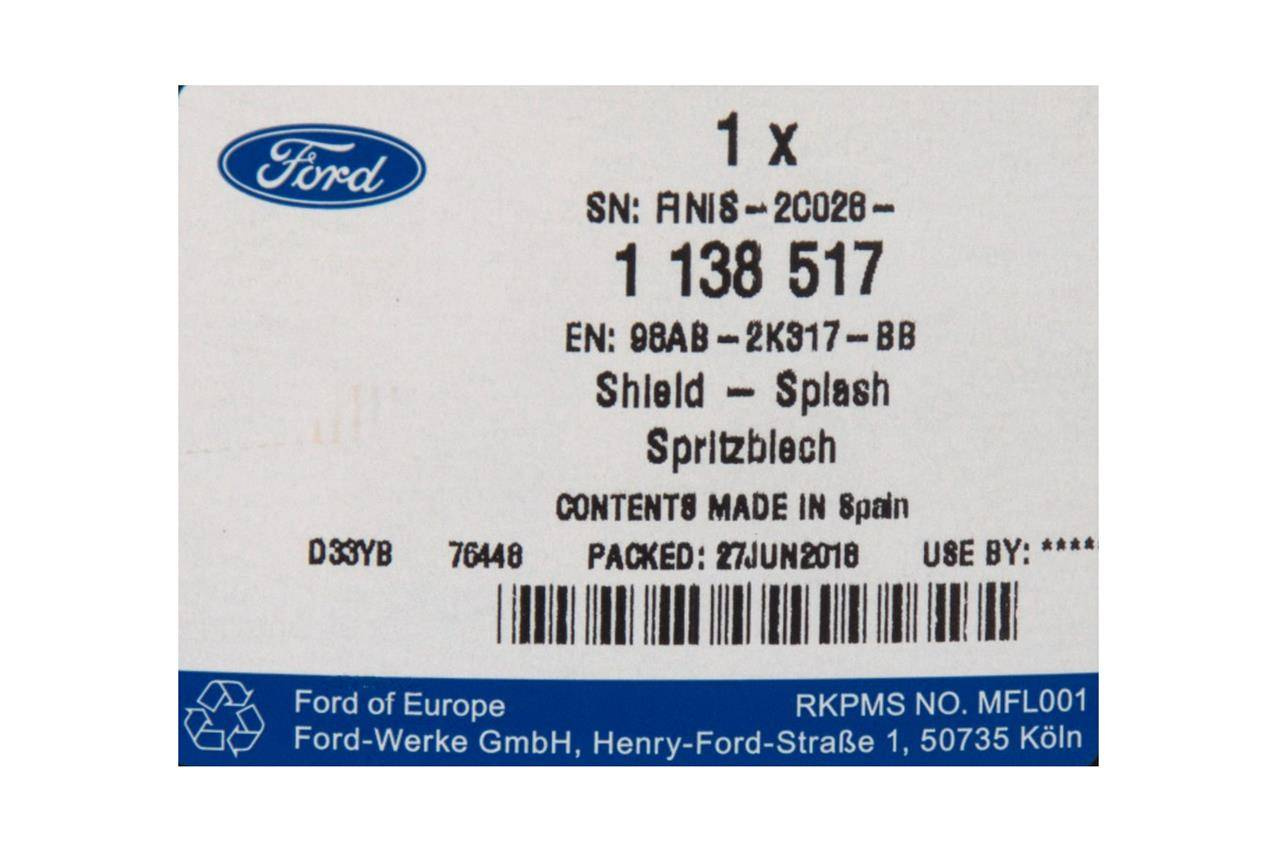 Ford
1 x
SN: FINIS-2C026-
1 138 517
EN: 98AB-2K317-BB
Shield - Splash
Spritzblech
CONTENTS MADE IN Spain
D33YB 76448 PACKED: 27JUN2018 USE BY: ****
Ford of Europe RKPMS NO. MFL001
Ford-Werke GmbH, Henry-Ford-Straße 1, 50735 Köln